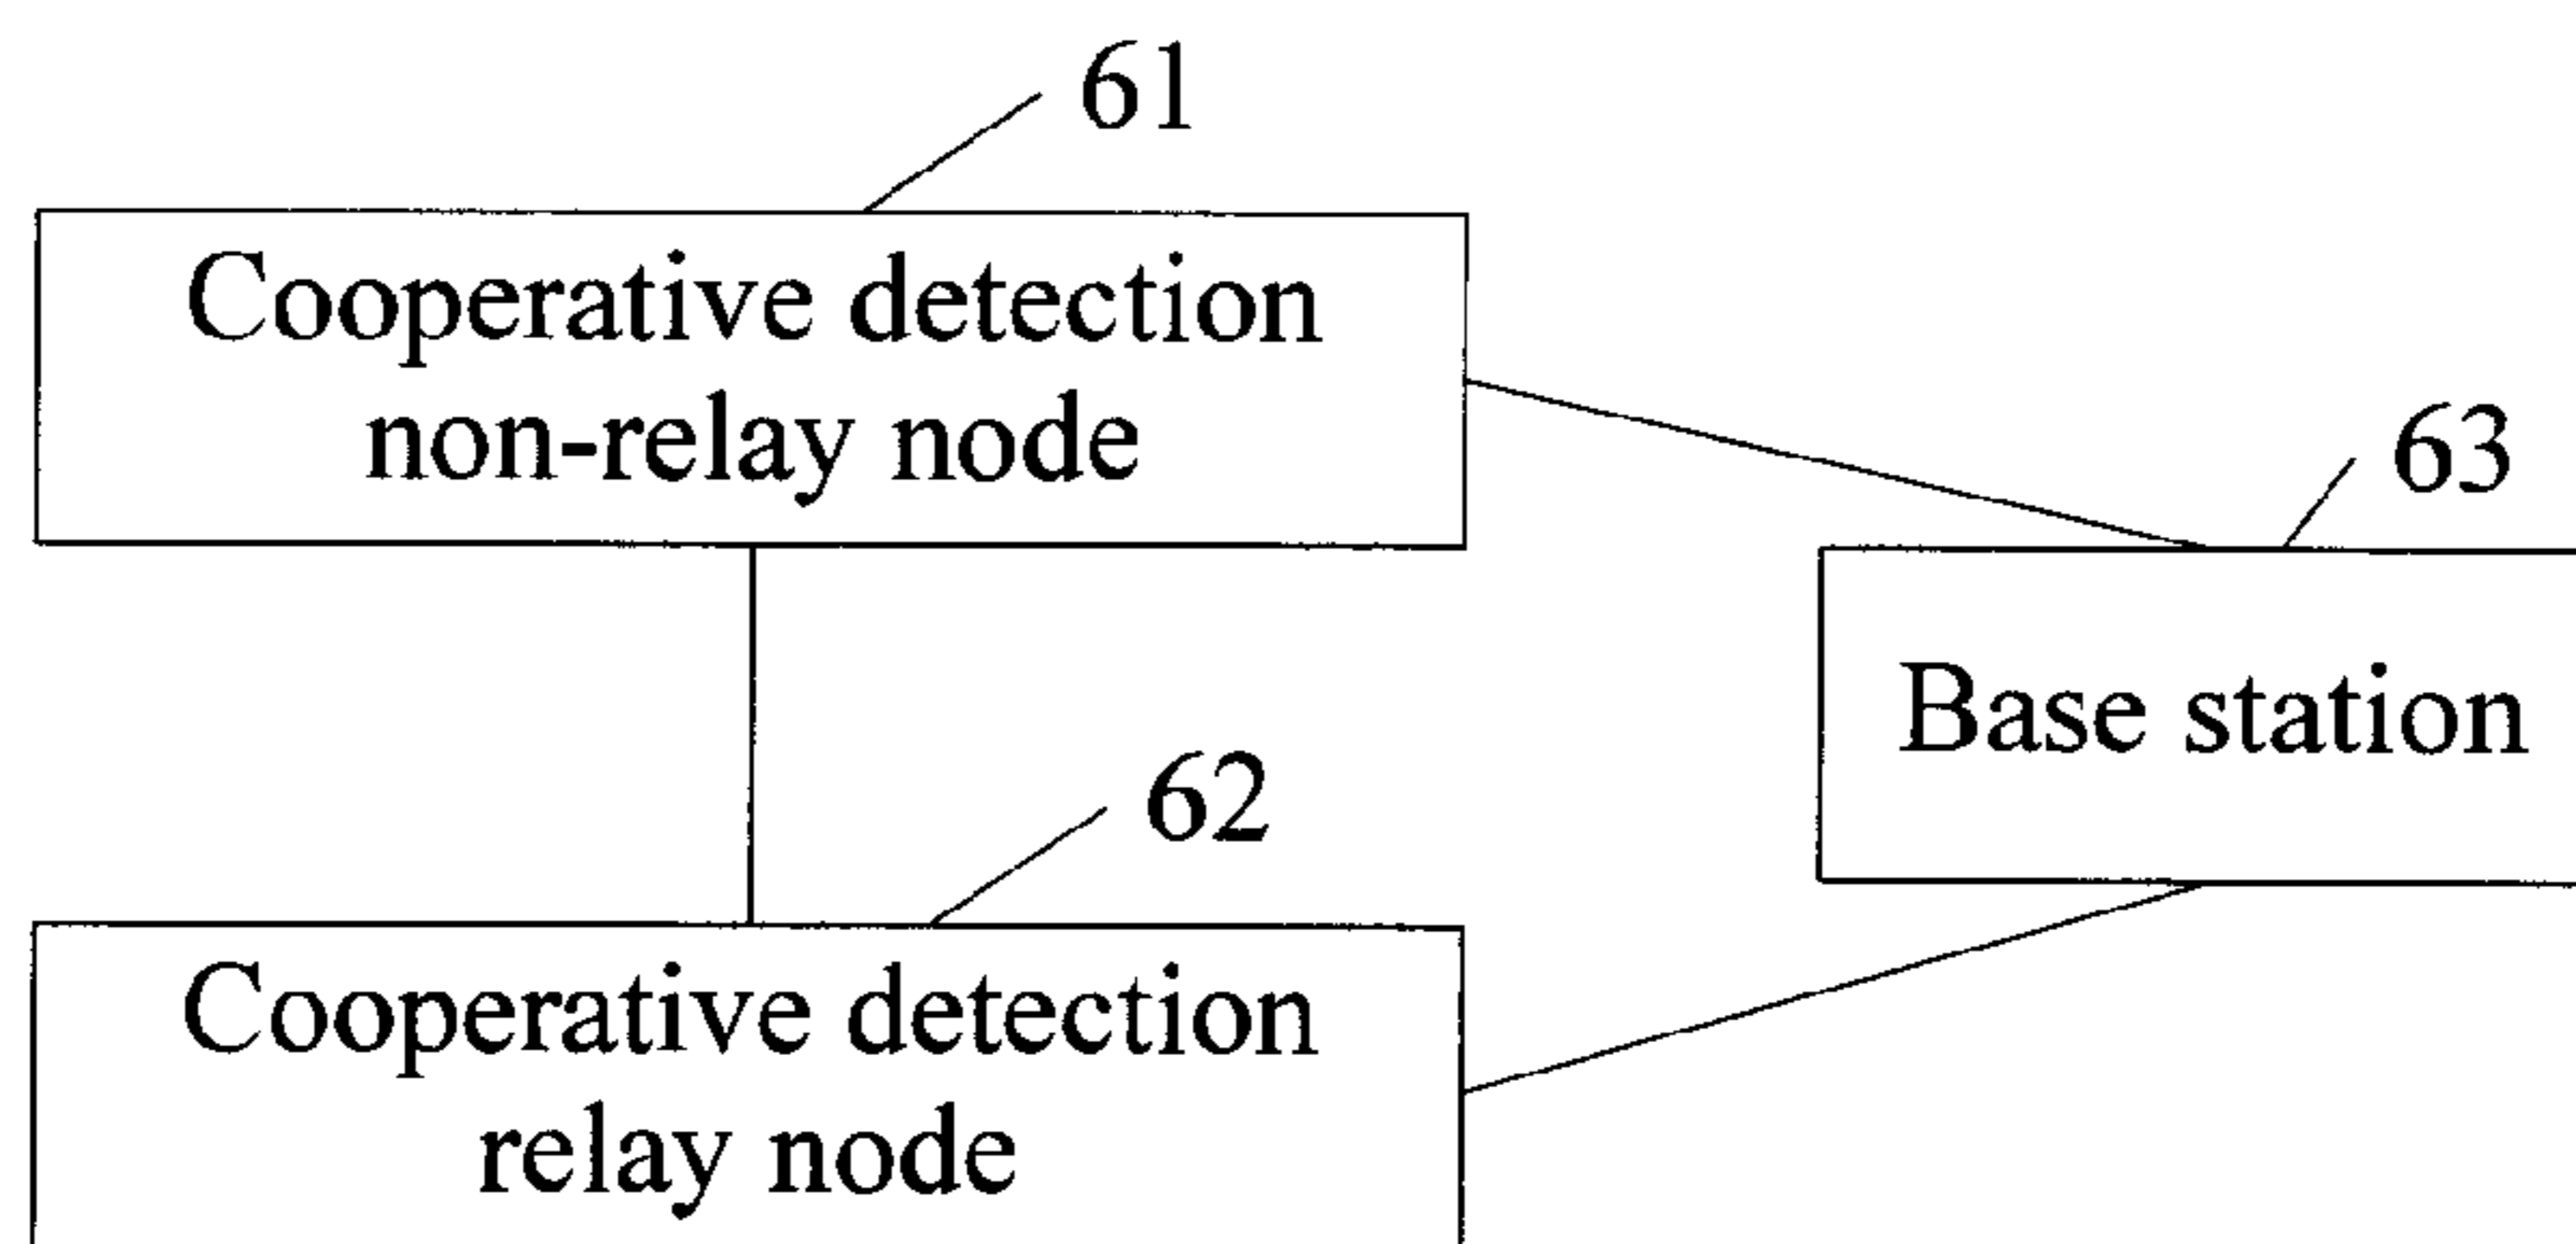 61
Cooperative detection
non-relay node
63
Base station
62
Cooperative detection
relay node